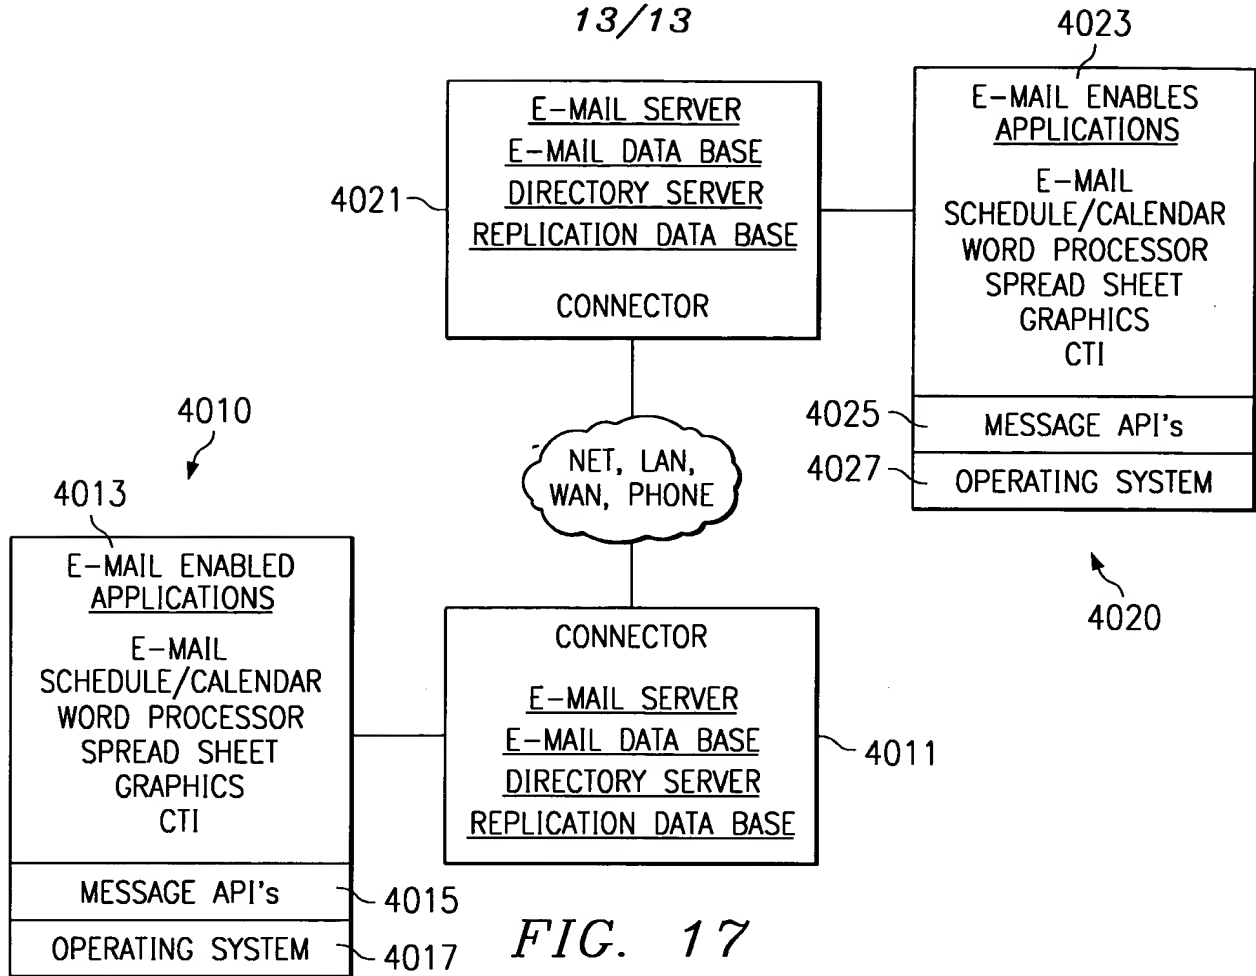 13/13
4023
E-MAIL SERVER
E-MAIL DATA BASE
DIRECTORY SERVER
REPLICATION DATA BASE
CONNECTOR
4021
E-MAIL ENABLES
APPLICATIONS
E-MAIL
SCHEDULE/CALENDAR
WORD PROCESSOR
SPREAD SHEET
GRAPHICS
CTI
4025
MESSAGE API's
4027
OPERATING SYSTEM
4020
NET, LAN,
WAN, PHONE
4010
4013
E-MAIL ENABLED
APPLICATIONS
E-MAIL
SCHEDULE/CALENDAR
WORD PROCESSOR
SPREAD SHEET
GRAPHICS
CTI
MESSAGE API's
4015
OPERATING SYSTEM
4017
CONNECTOR
E-MAIL SERVER
E-MAIL DATA BASE
DIRECTORY SERVER
REPLICATION DATA BASE
4011
FIG. 17